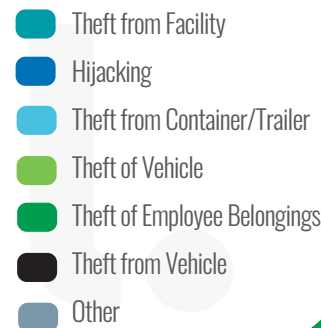 Theft from Facility
Hijacking
Theft from Container/Trailer
Theft of Vehicle
Theft of Employee Belongings
Theft from Vehicle
Other